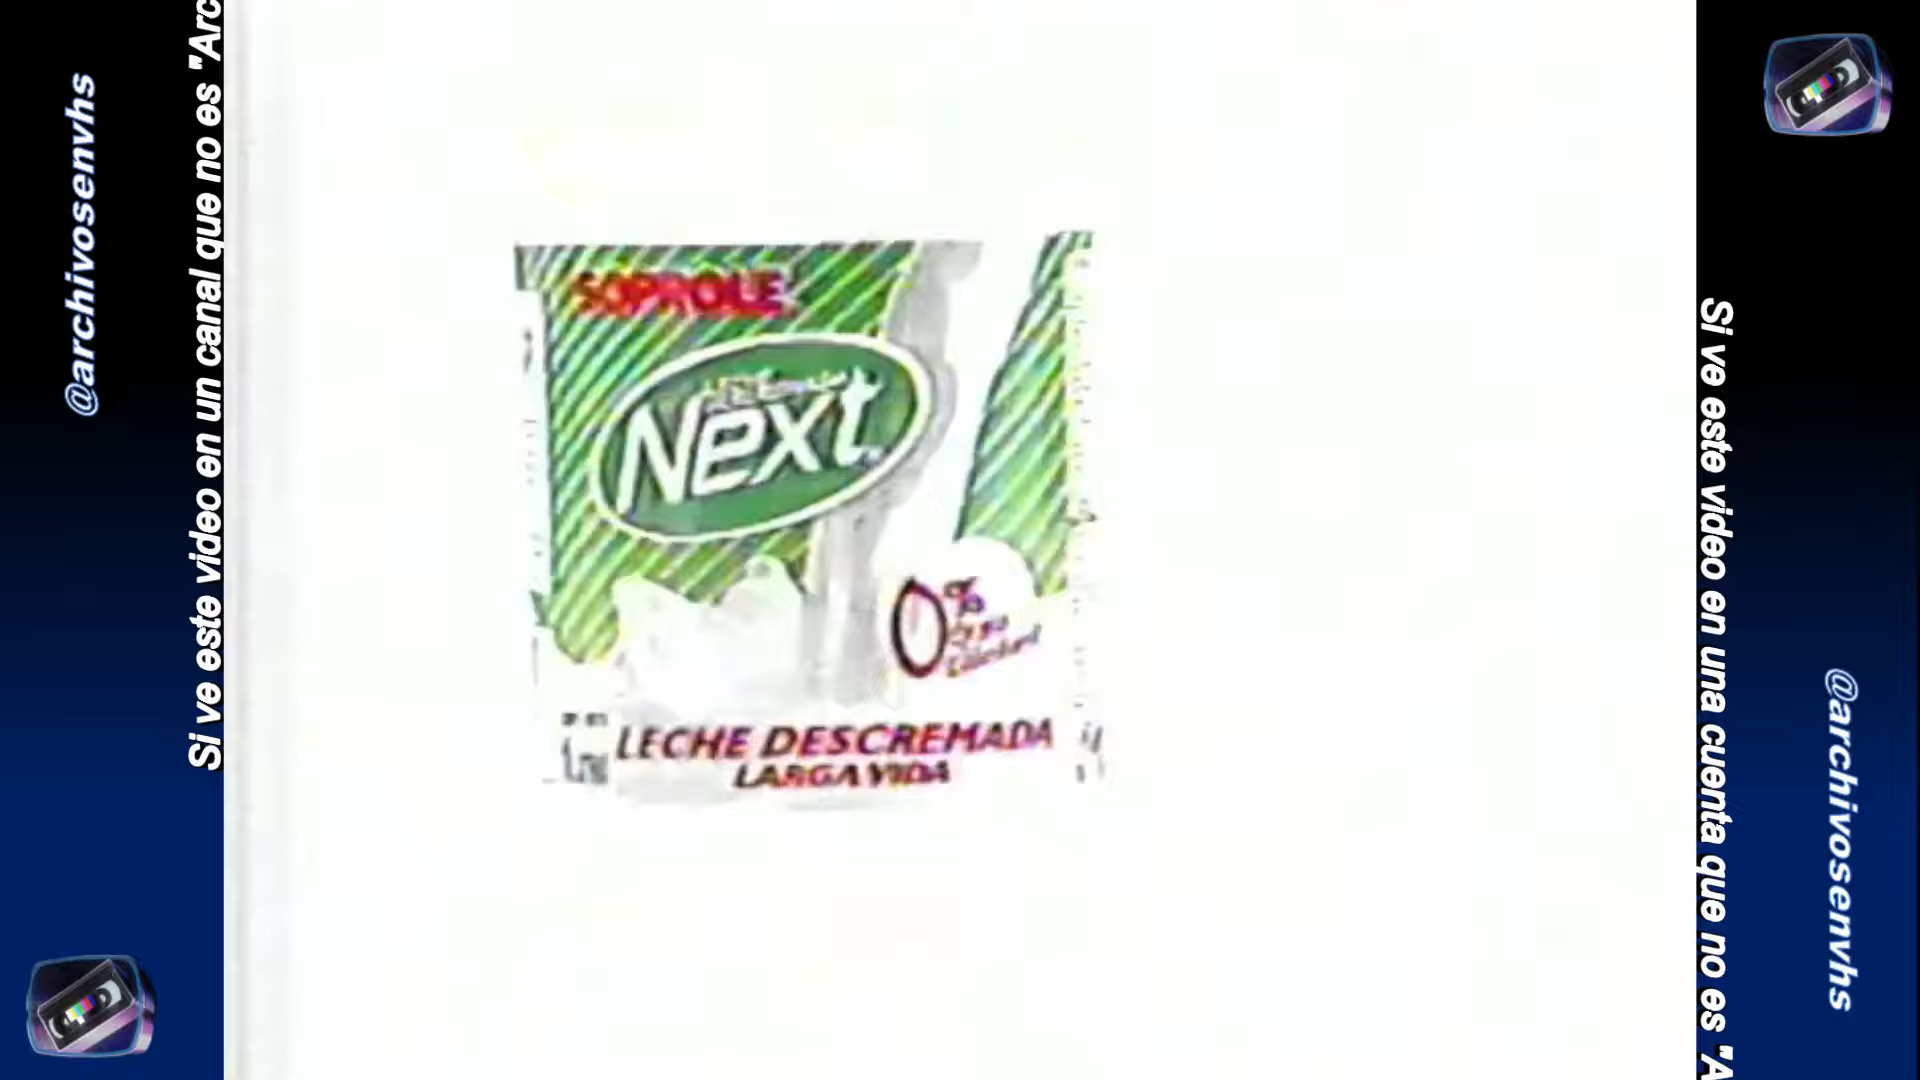 @archivosenvhs
Si ve este video en un canal que no es "Arc
SOPROLE
Next
0%
LECHE DESCREMADA
LARGA VIDA
Si ve este video en una cuenta que no es "A
@archivosenvhs